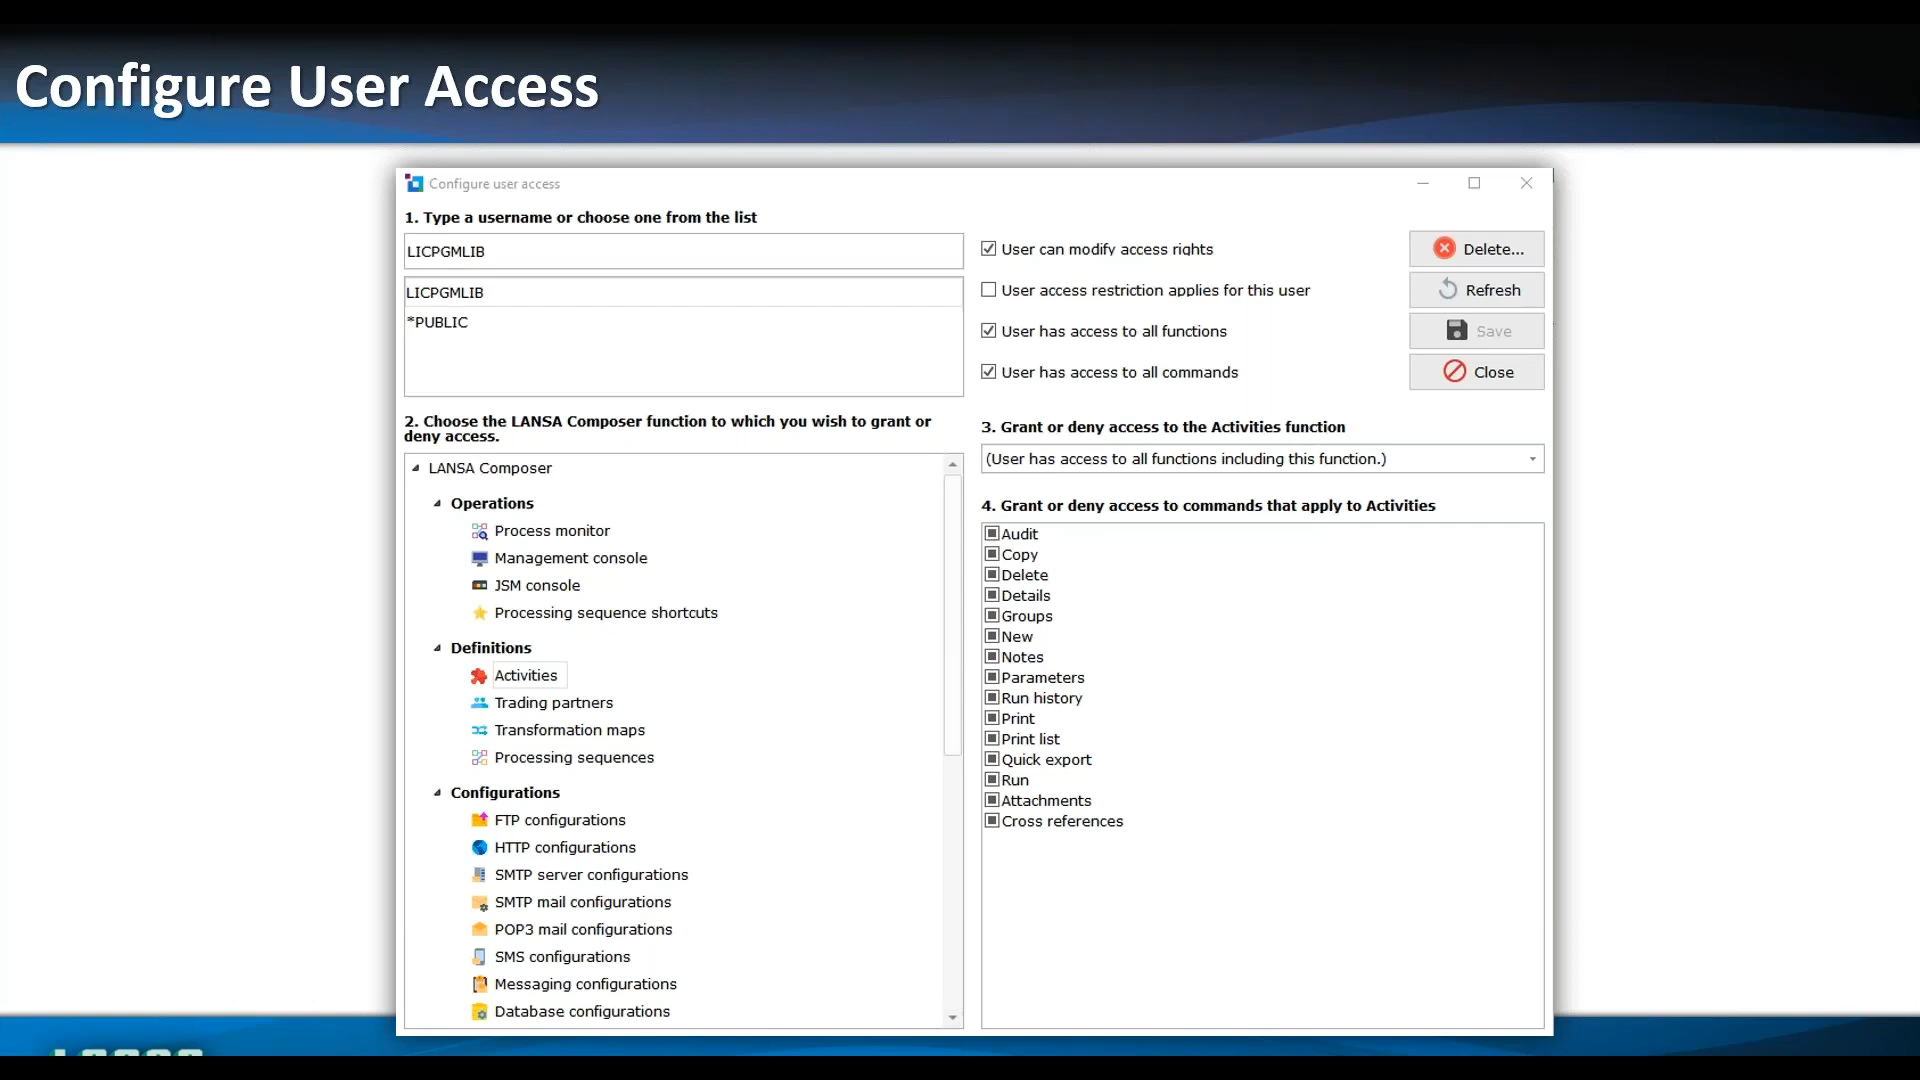 Configure User Access
Configure user access
1. Type a username or choose one from the list
LICPGMLIB
LICPGMLIB
*PUBLIC
User can modify access rights
User access restriction applies for this user
User has access to all functions
User has access to all commands
Delete...
Refresh
Save
Close
2. Choose the LANSA Composer function to which you wish to grant or
deny access.
LANSA Composer
Operations
Process monitor
Management console
JSM console
Processing sequence shortcuts
Definitions
Activities
Trading partners
Transformation maps
Processing sequences
Configurations
FTP configurations
HTTP configurations
SMTP server configurations
SMTP mail configurations
POP3 mail configurations
SMS configurations
Messaging configurations
Database configurations
3. Grant or deny access to the Activities function
(User has access to all functions including this function.)
4. Grant or deny access to commands that apply to Activities
Audit
Copy
Delete
Details
Groups
New
Notes
Parameters
Run history
Print
Print list
Quick export
Run
Attachments
Cross references